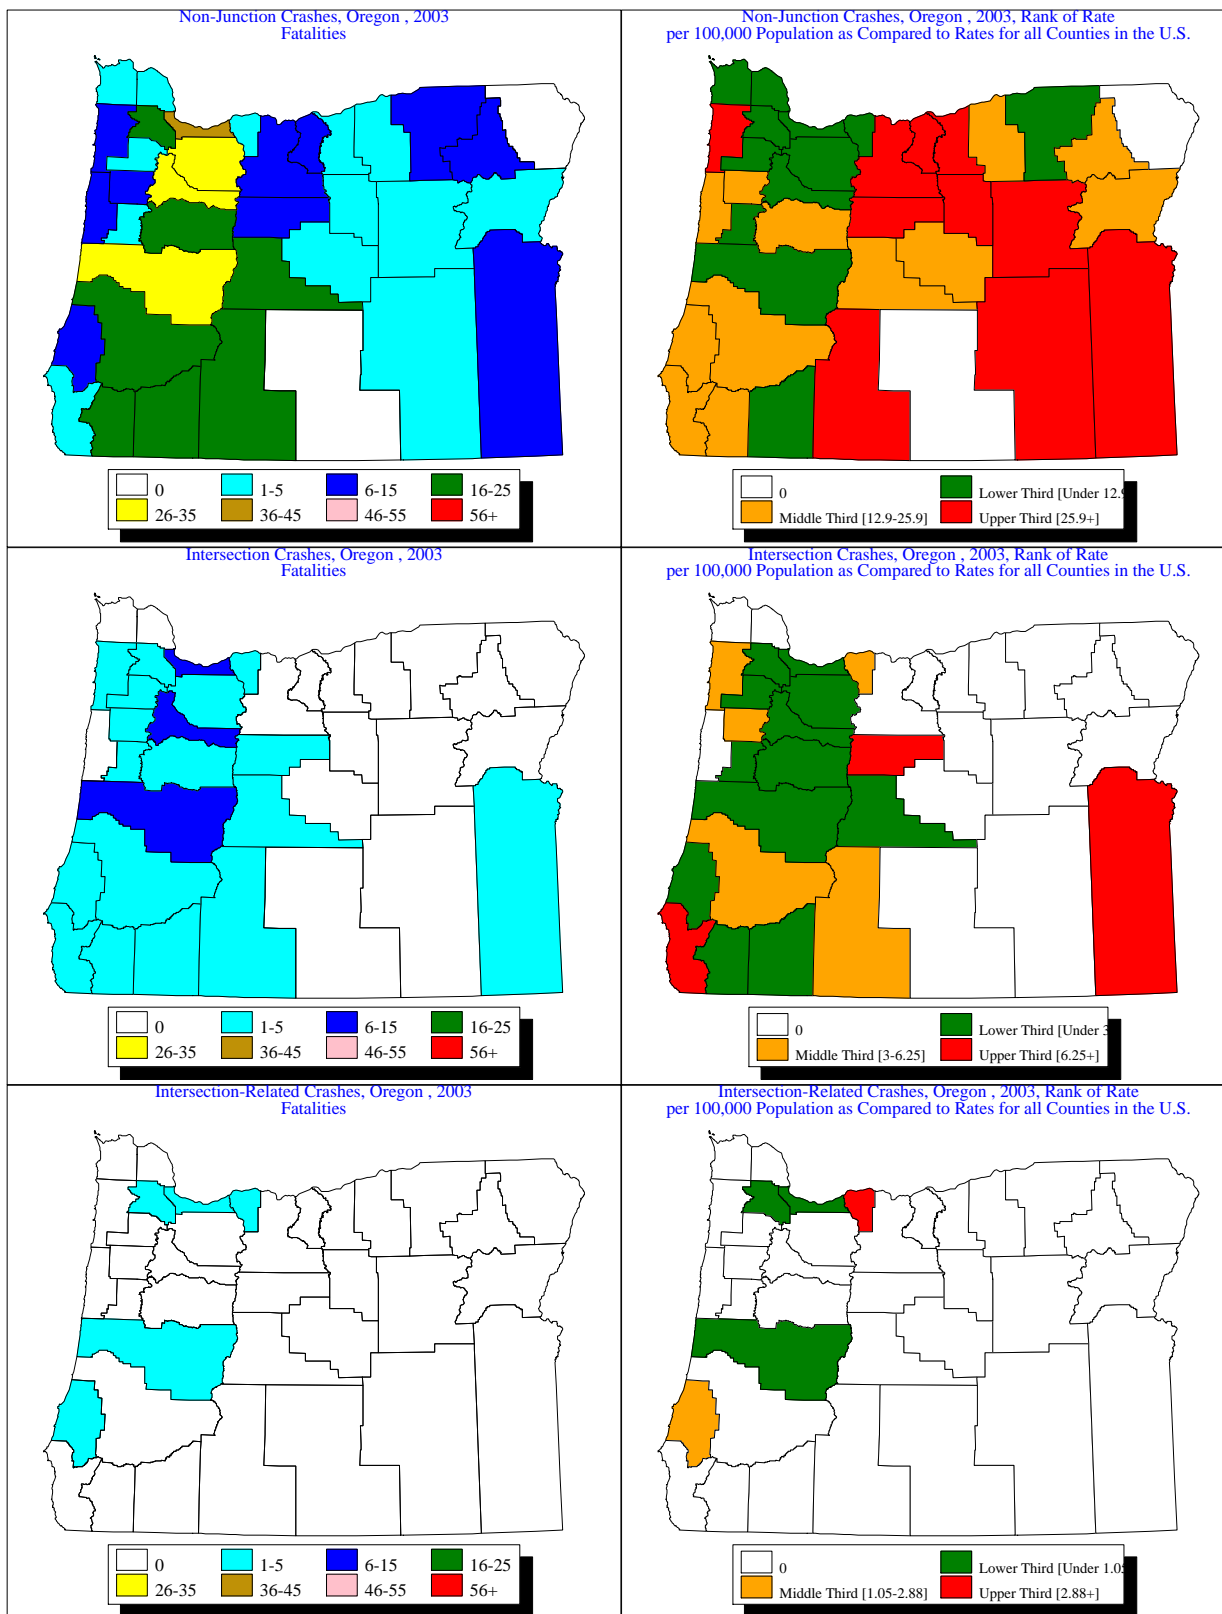 Non-Junction Crashes, Oregon , 2003
Fatalities
0
1-5
6-15
16-25
26-35
36-45
46-55
56+
Non-Junction Crashes, Oregon , 2003, Rank of Rate
per 100,000 Population as Compared to Rates for all Counties in the U.S.
0
Lower Third [Under 12.9
Middle Third [12.9-25.9]
Upper Third [25.9+]
Intersection Crashes, Oregon , 2003
Fatalities
0
1-5
6-15
16-25
26-35
36-45
46-55
56+
Intersection Crashes, Oregon , 2003, Rank of Rate
per 100,000 Population as Compared to Rates for all Counties in the U.S.
0
Lower Third [Under 3
Middle Third [3-6.25]
Upper Third [6.25+]
Intersection-Related Crashes, Oregon , 2003
Fatalities
0
1-5
6-15
16-25
26-35
36-45
46-55
56+
Intersection-Related Crashes, Oregon , 2003, Rank of Rate
per 100,000 Population as Compared to Rates for all Counties in the U.S.
0
Lower Third [Under 1.05
Middle Third [1.05-2.88]
Upper Third [2.88+]